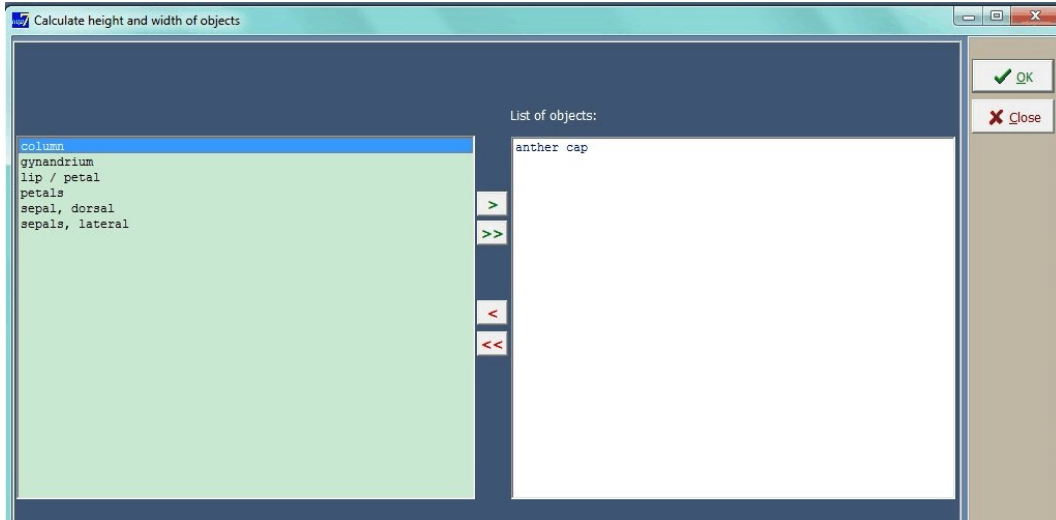 Calculate height and width of objects
OK
List of objects:
Close
column
gynandrium
lip / petal
petals
sepal, dorsal
sepals, lateral
anther cap
>
>>
<
<<